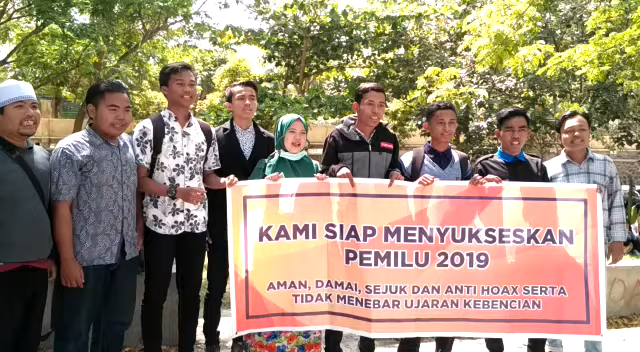 KAMI SIAP MENYUKSESKAN
PEMILU 2019
AMAN, DAMAI, SEJUK DAN ANTI HOAX SERTA
TIDAK MENEBAR UJARAN KEBENCIAN